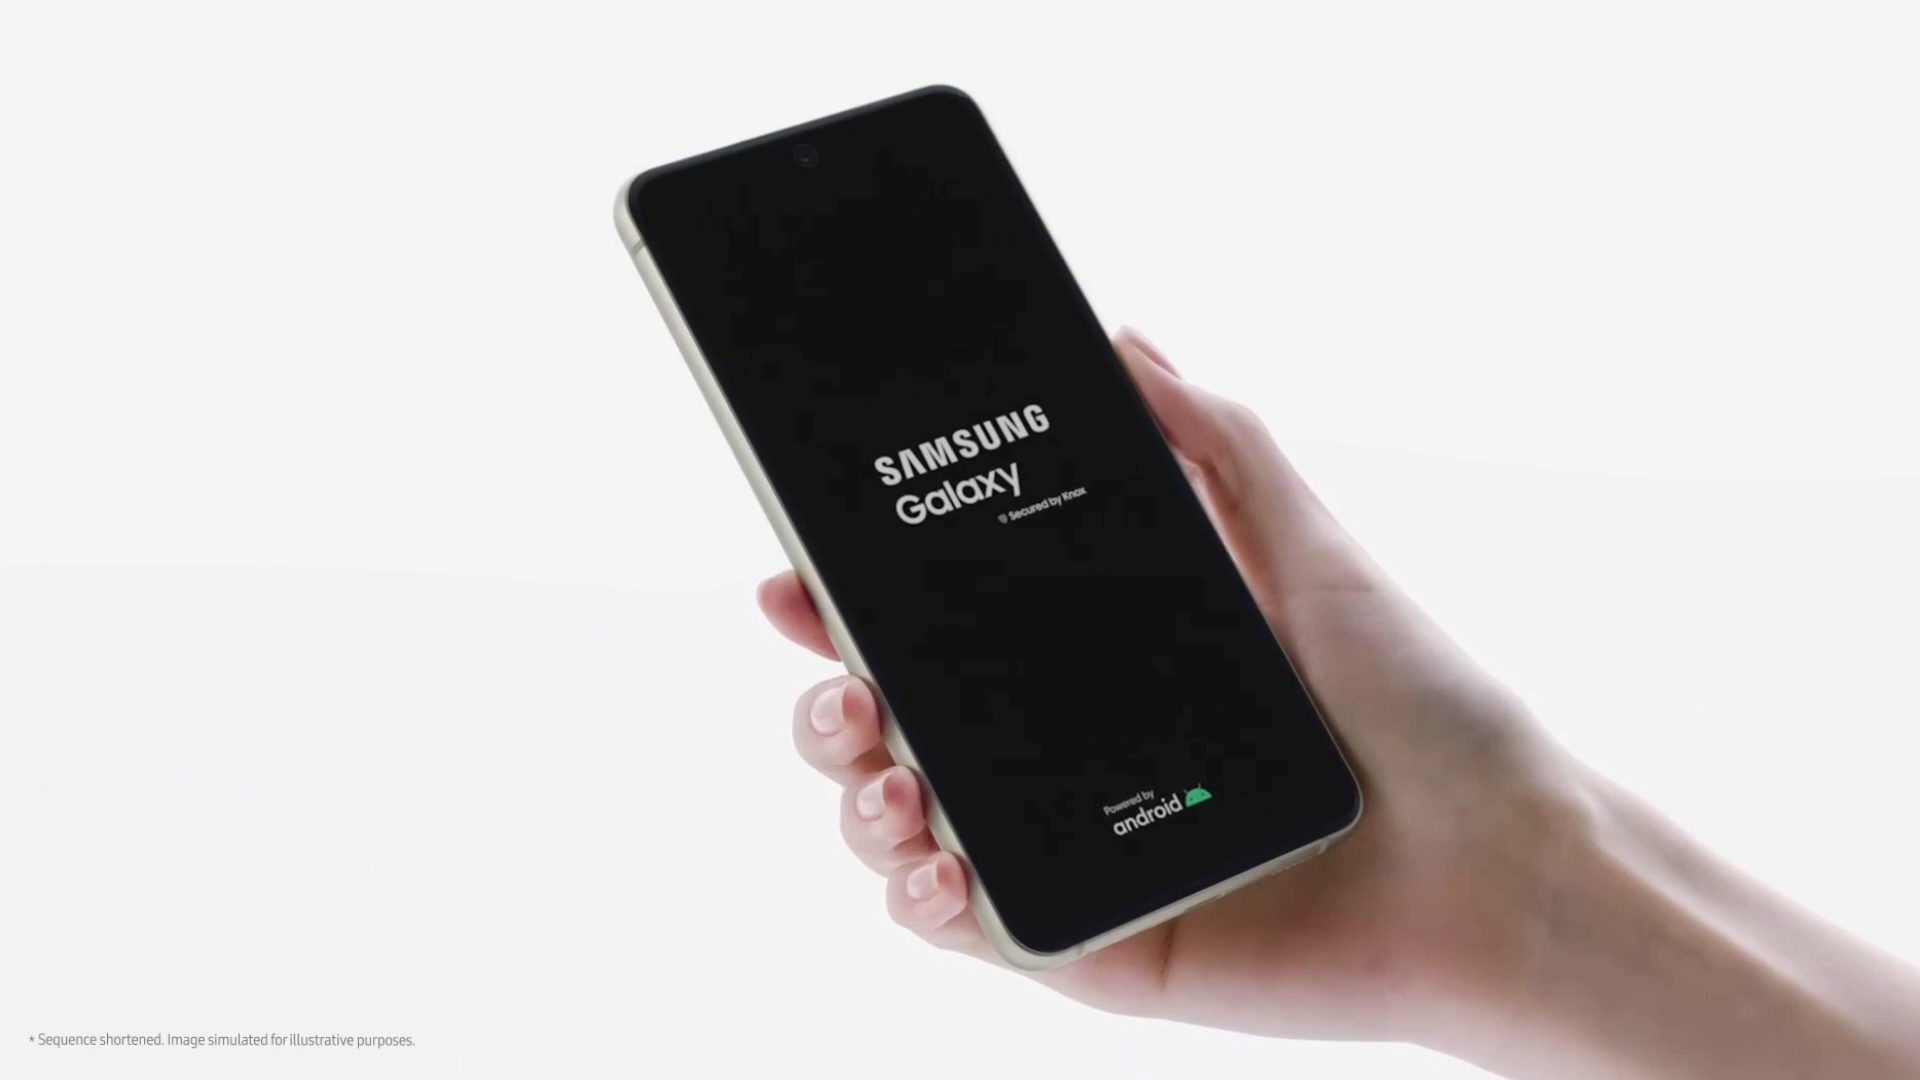 SAMSUNG
Galaxy
Secured by Knox
Powered by
android
* Sequence shortened. Image simulated for illustrative purposes.